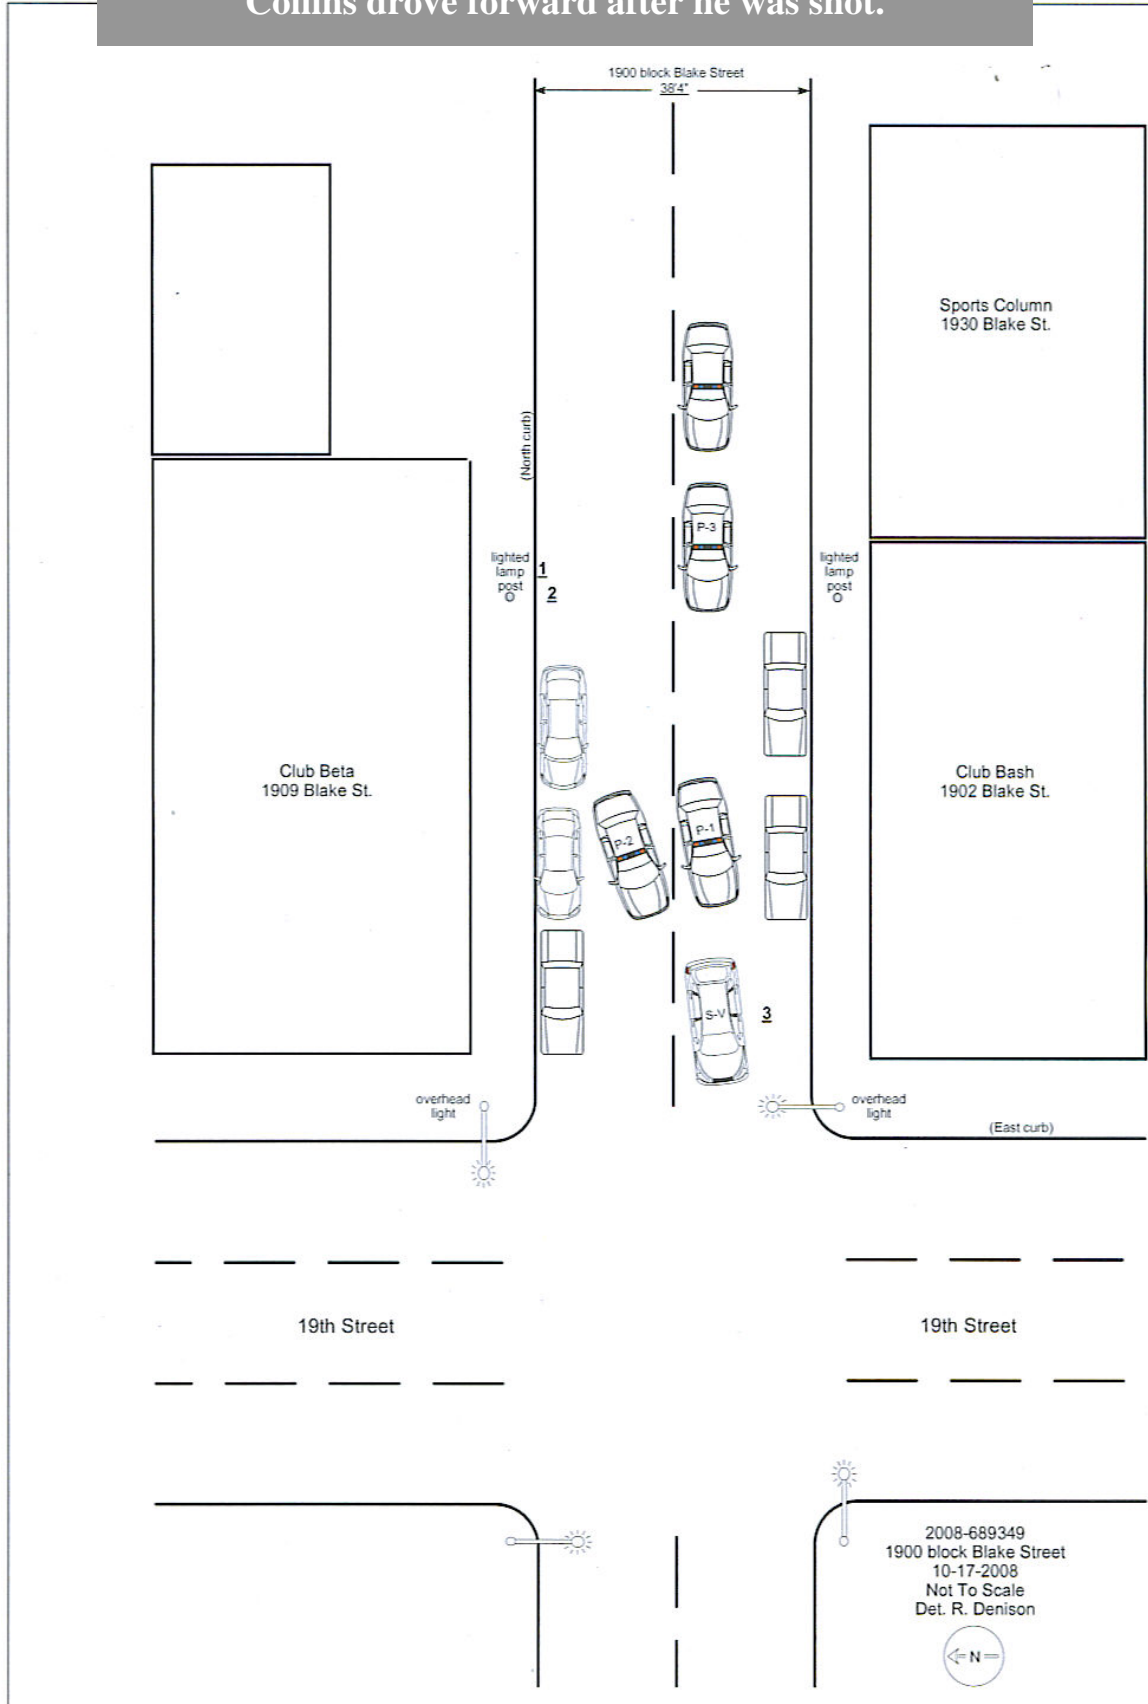 Collins drove forward after he was shot.
1900 block Blake Street
38'4"
Sports Column
1930 Blake St.
(North curb)
P-3
lighted
lamp
post
1
2
lighted
lamp
post
Club Beta
1909 Blake St.
Club Bash
1902 Blake St.
P-2
P-1
S-V
3
overhead
light
overhead
light
(East curb)
19th Street
19th Street
2008-689349
1900 block Blake Street
10-17-2008
Not To Scale
Det. R. Denison
N